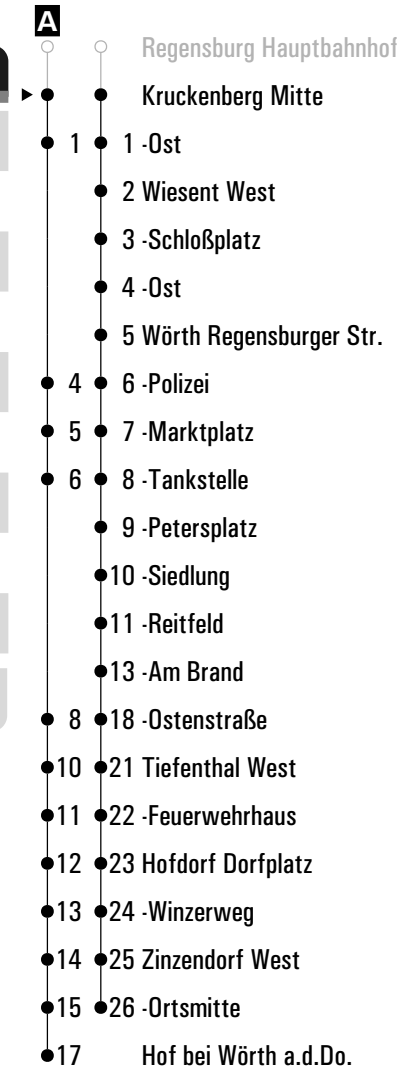 A
Regensburg Hauptbahnhof
Kruckenberg Mitte
1 1 -Ost
2 Wiesent West
3 -Schloßplatz
4 -Ost
5 Wörth Regensburger Str.
4 6 -Polizei
5 7 -Marktplatz
6 8 -Tankstelle
9 -Petersplatz
10 -Siedlung
11 -Reitfeld
13 -Am Brand
8 18 -Ostenstraße
10 21 Tiefenthal West
11 22 -Feuerwehrhaus
12 23 Hofdorf Dorfplatz
13 24 -Winzerweg
14 25 Zinzendorf West
15 26 -Ortsmitte
17 Hof bei Wörth a.d.Do.